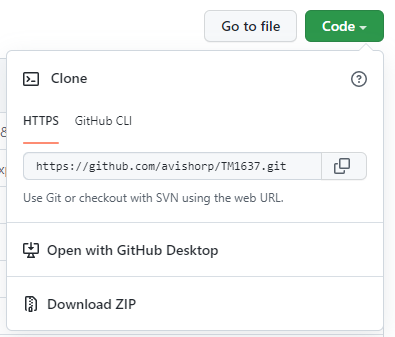 Go to file
Code
Clone
HTTPS
GitHub CLI
https://github.com/avishorp/TM1637.git
Use Git or checkout with SVN using the web URL.
Open with GitHub Desktop
Download ZIP